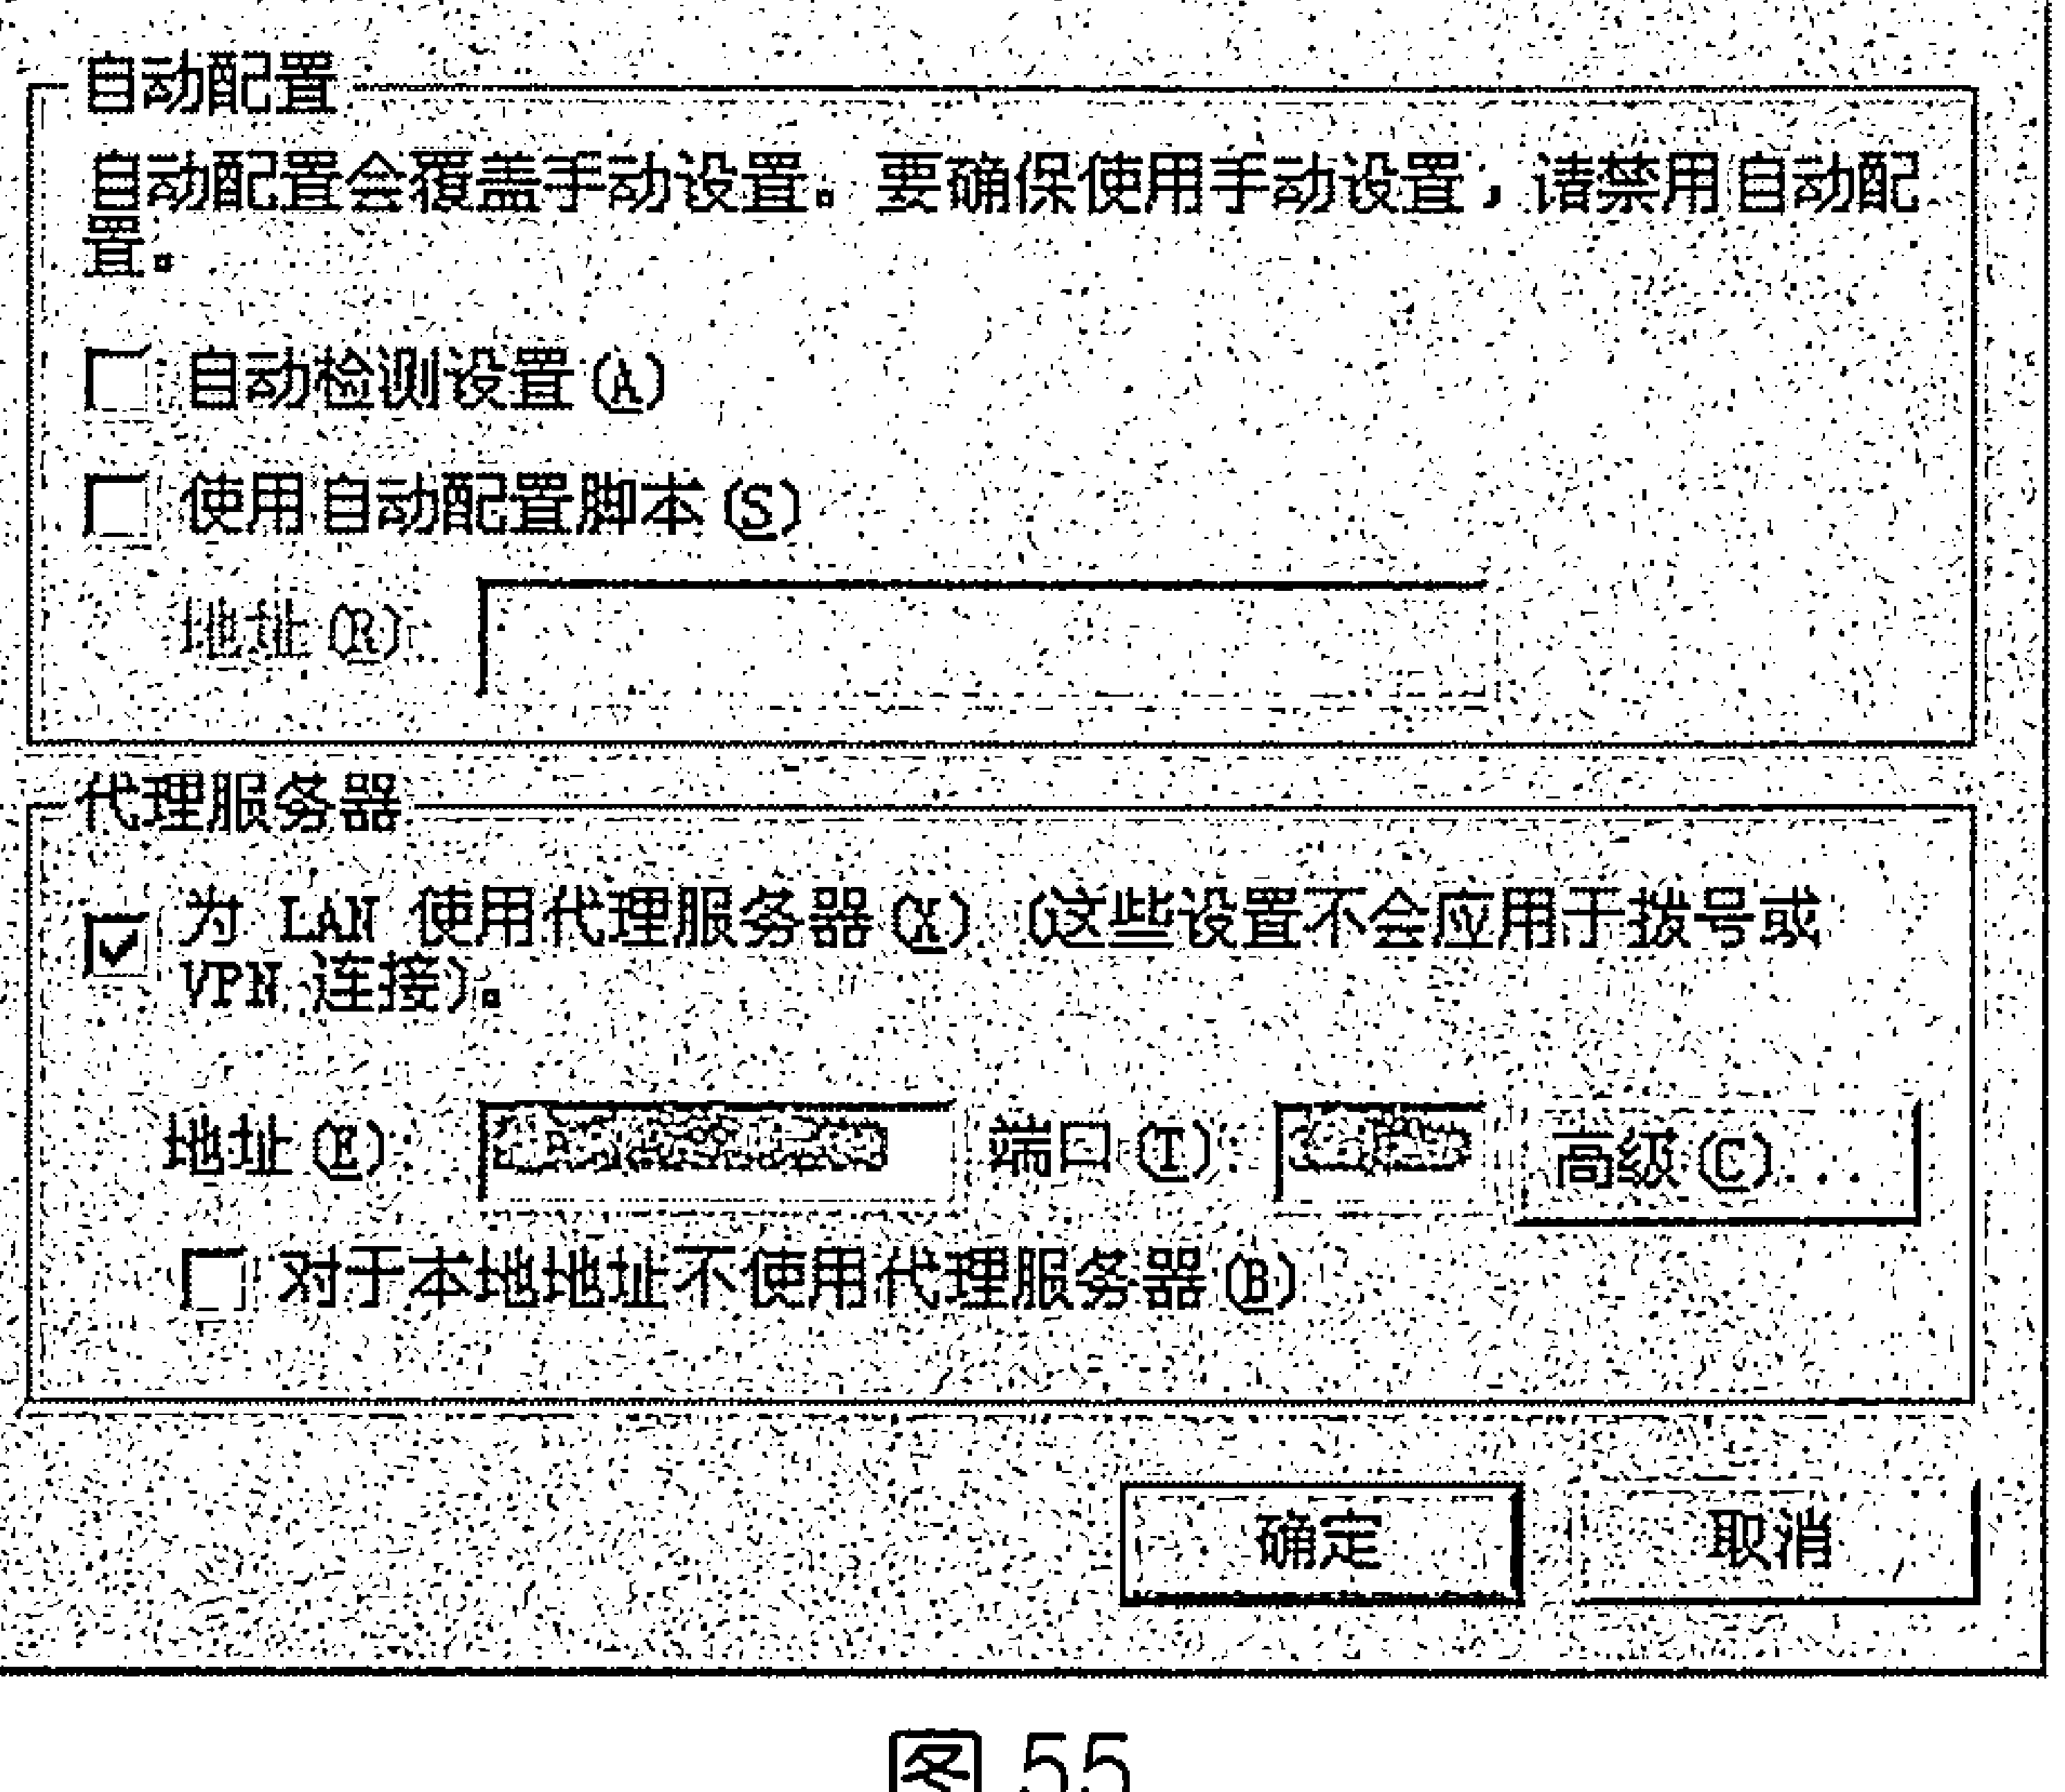 自动配置
自动配置会覆盖手动设置。要确保使用手动设置，请禁用自动配
置。
自动检测设置(A)
使用自动配置脚本(S)
地址(R):
代理服务器
为 LAN 使用代理服务器(X) (这些设置不会应用于拨号或
VPN 连接)。
地址(E): 端口(T): 高级(C)...
对于本地地址不使用代理服务器(B)
确定 取消
图 55